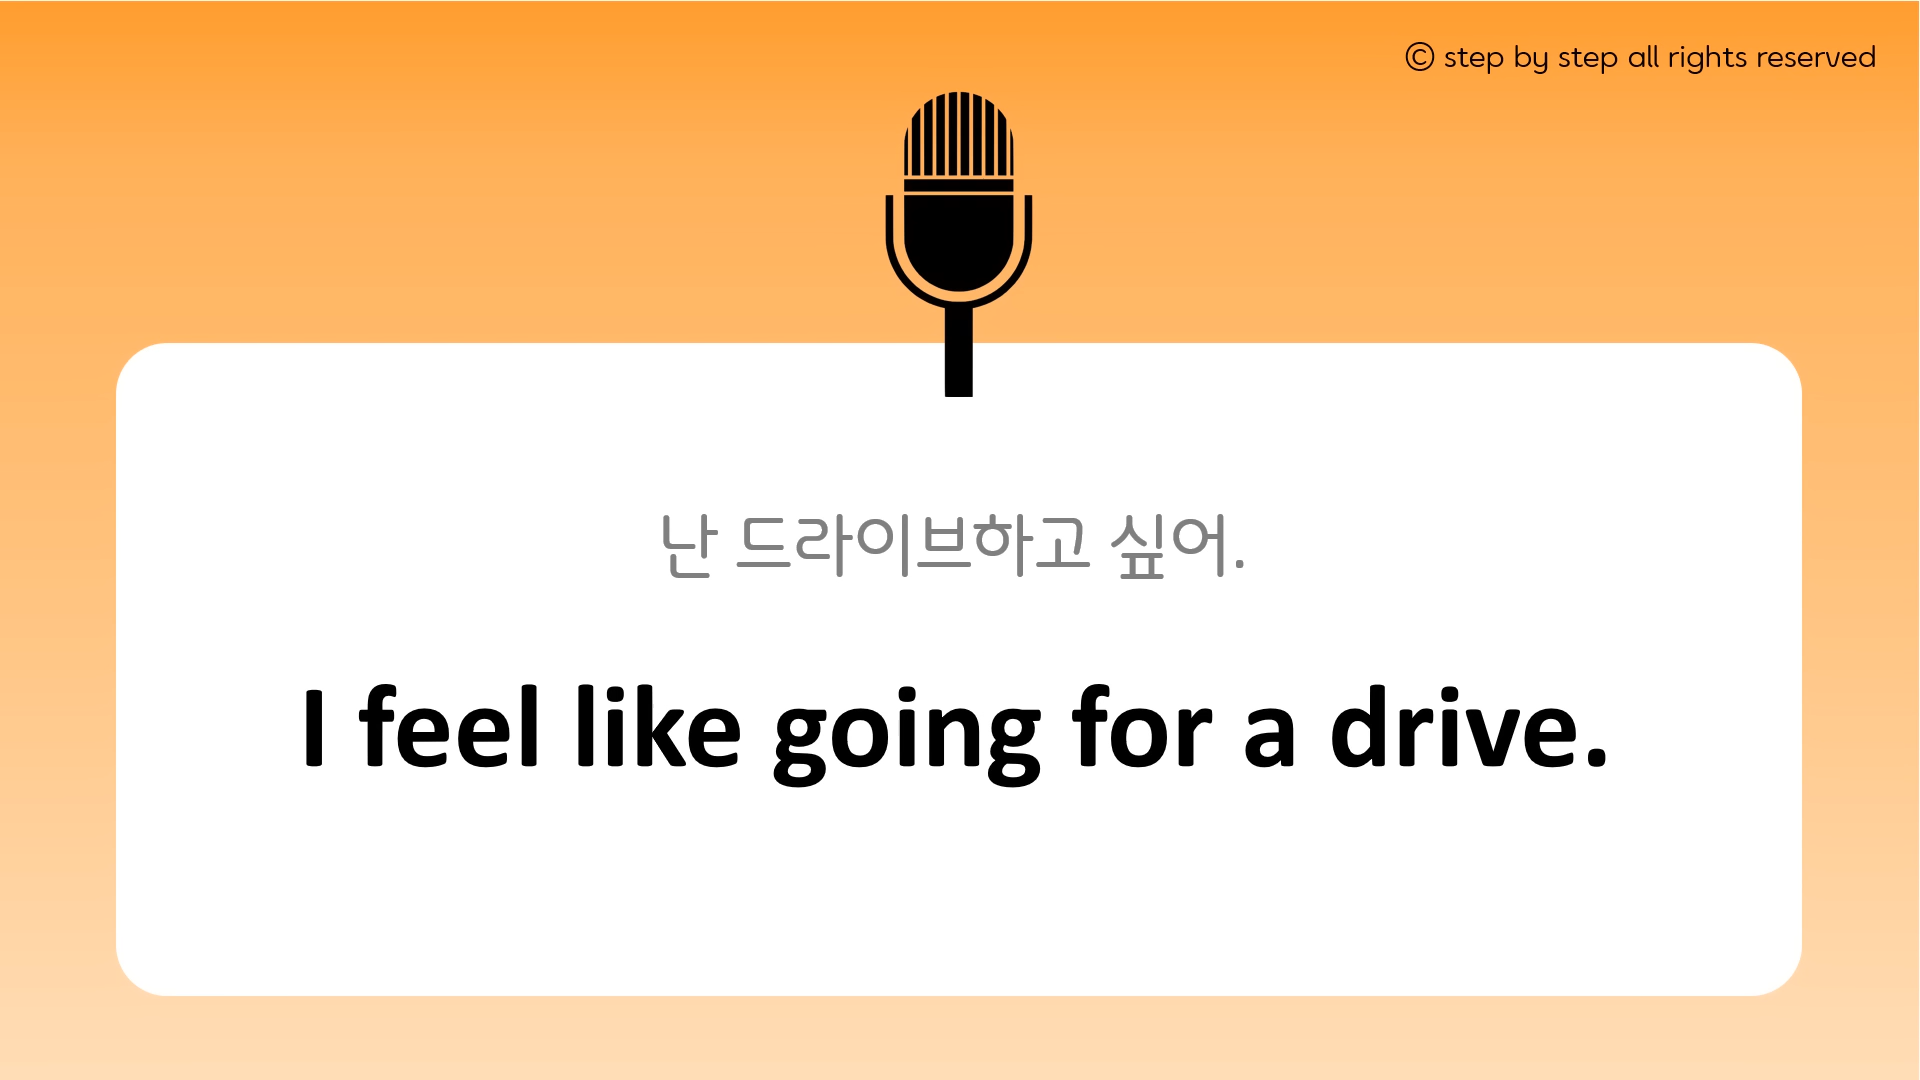 © step by step all rights reserved
난 드라이브하고 싶어.
I feel like going for a drive.